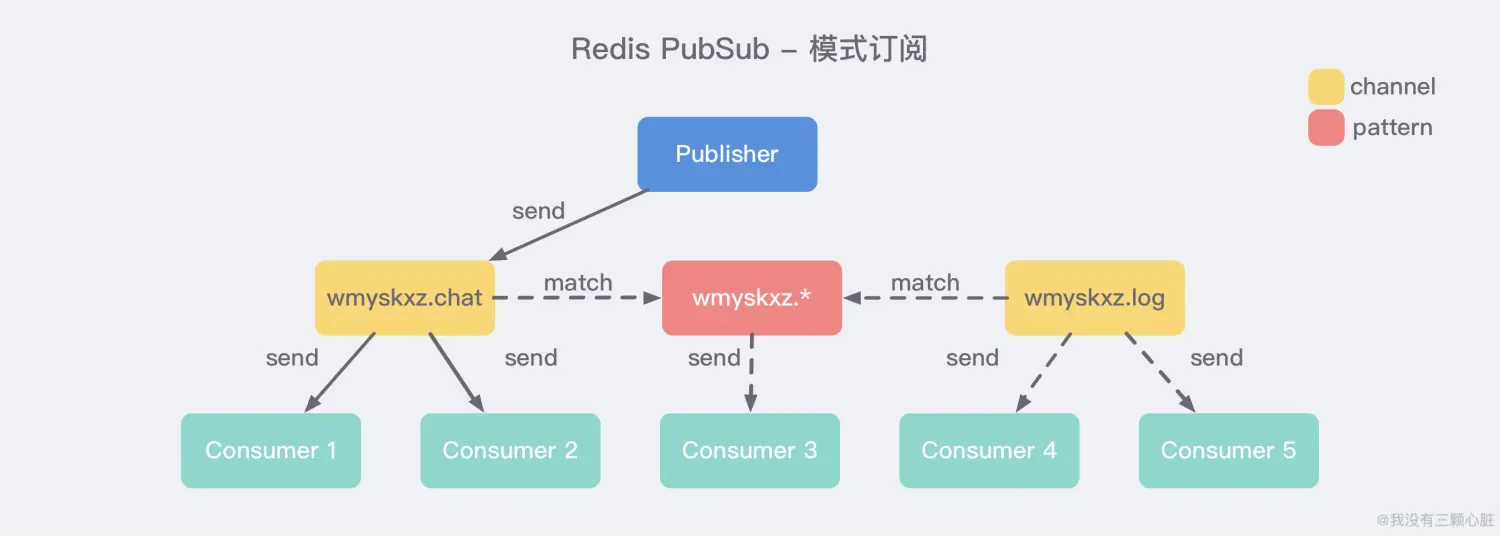 Redis PubSub - 模式订阅
channel
pattern
Publisher
send
wmyskxz.chat
match
wmyskxz.*
match
wmyskxz.log
send
send
send
send
send
Consumer 1
Consumer 2
Consumer 3
Consumer 4
Consumer 5
@我没有三颗心脏